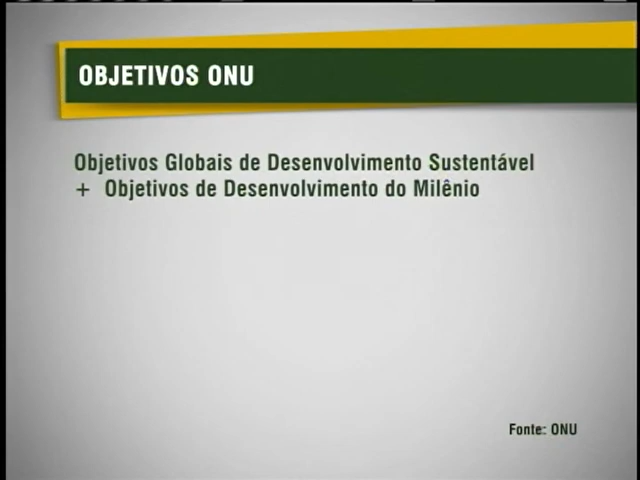 OBJETIVOS ONU
Objetivos Globais de Desenvolvimento Sustentável
+ Objetivos de Desenvolvimento do Milênio
Fonte: ONU